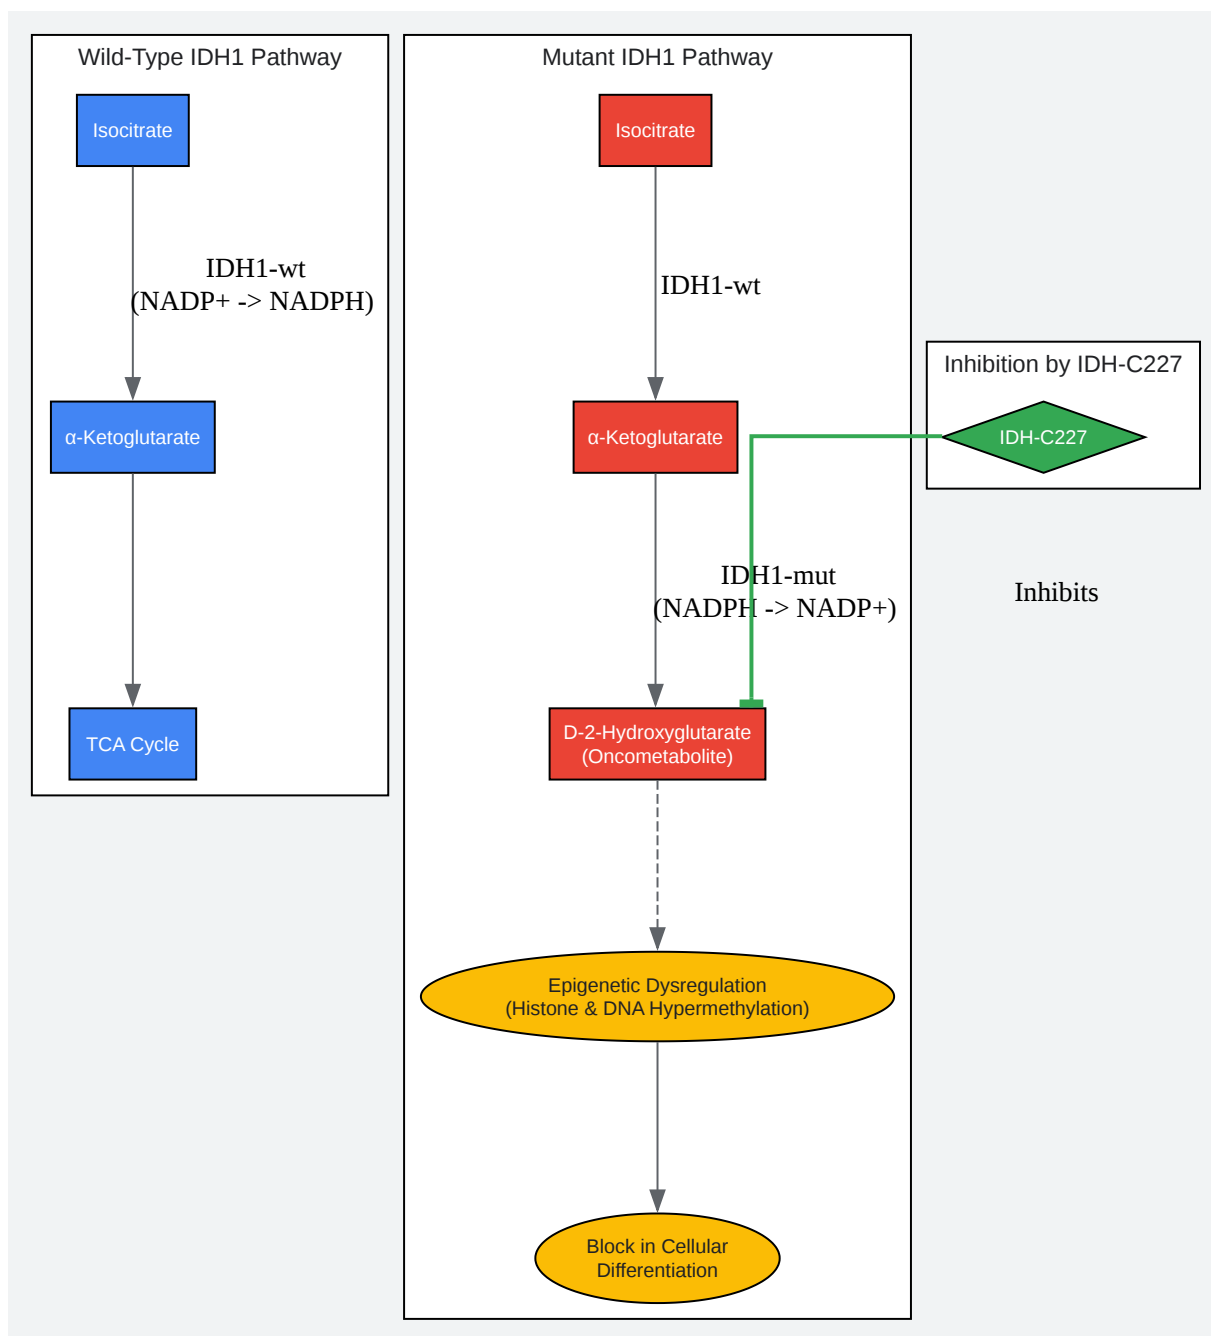 Wild-Type IDH1 Pathway
Isocitrate
IDH1-wt
(NADP+ -> NADPH)
α-Ketoglutarate
TCA Cycle
Mutant IDH1 Pathway
Isocitrate
IDH1-wt
α-Ketoglutarate
IDH1-mut
(NADPH -> NADP+)
D-2-Hydroxyglutarate
(Oncometabolite)
Epigenetic Dysregulation
(Histone & DNA Hypermethylation)
Block in Cellular
Differentiation
Inhibition by IDH-C227
IDH-C227
Inhibits